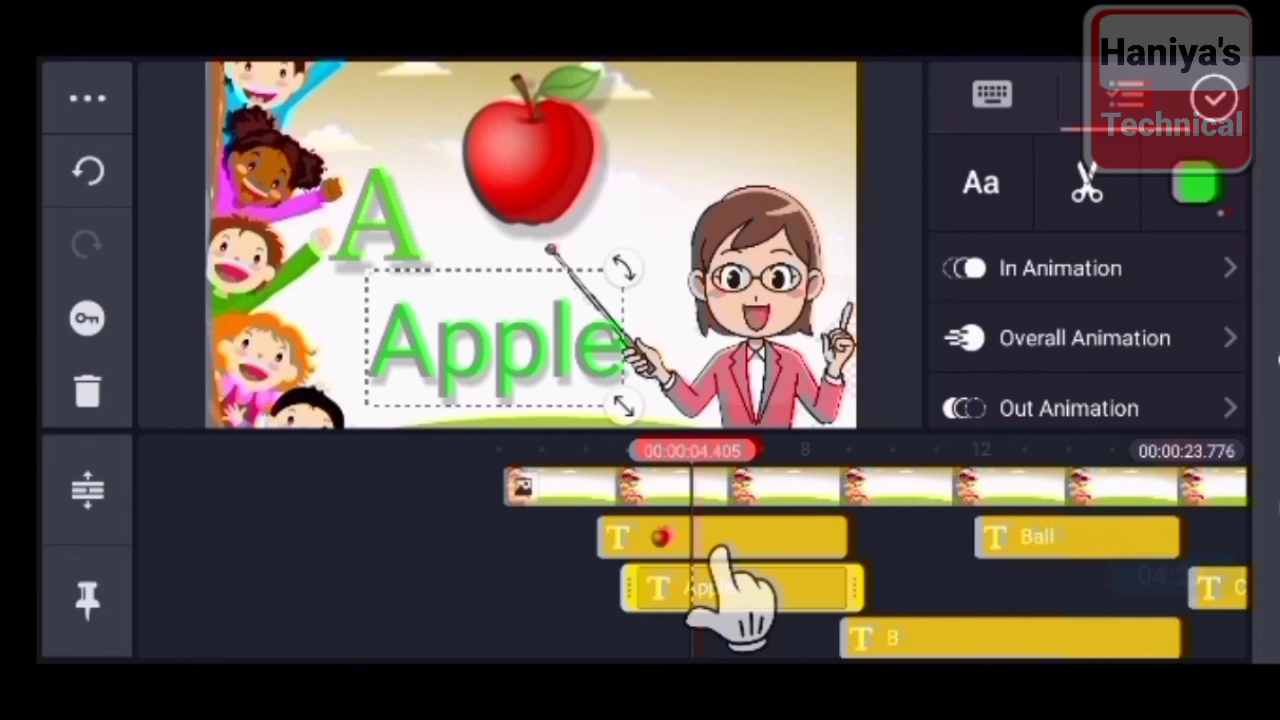 Haniya's
Technical
Aa
A
Apple
In Animation
Overall Animation
Out Animation
00:00:04.405
8
12
00:00:23.776
T
T Ball
T App
T C
T B